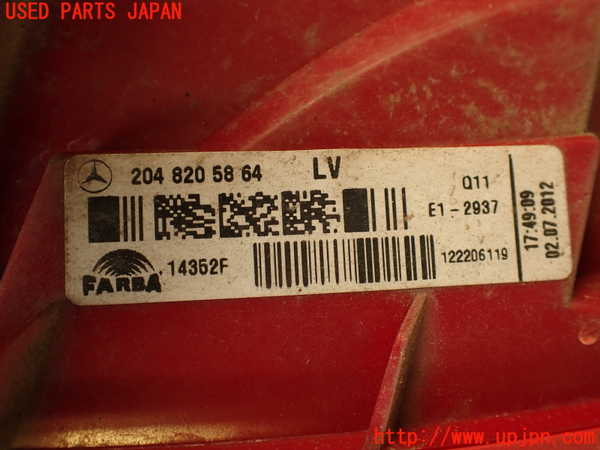 USED PARTS JAPAN
204 820 58 64 LV
Q11
E1 - 2937
17:49:09
02.07.2012
FARBA
14352F
122206119
http://www.upjpn.com/